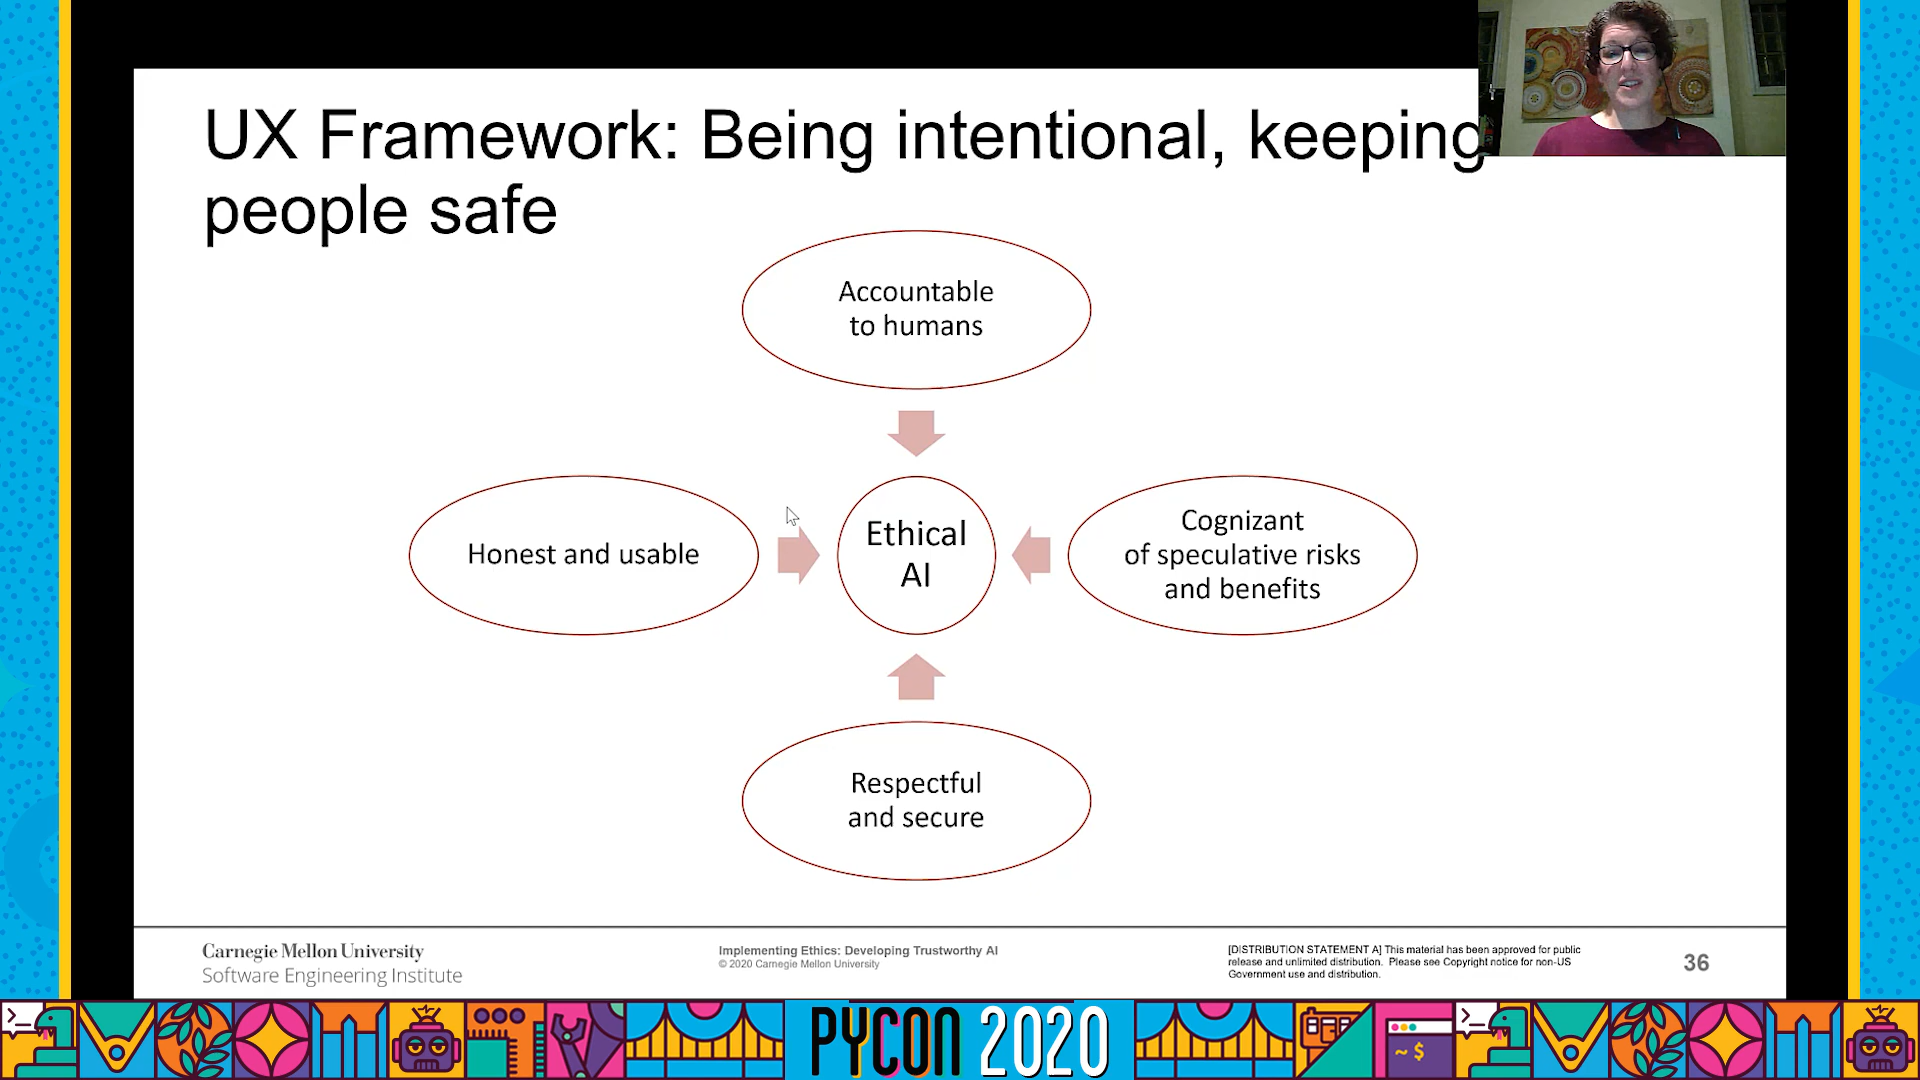 UX Framework: Being intentional, keeping
people safe
Accountable
to humans
Honest and usable
Ethical
AI
Cognizant
of speculative risks
and benefits
Respectful
and secure
Carnegie Mellon University
Software Engineering Institute
Implementing Ethics: Developing Trustworthy AI
© 2020 Carnegie Mellon University
[DISTRIBUTION STATEMENT A] This material has been approved for public
release and unlimited distribution. Please see Copyright notice for non-US
Government use and distribution.
36
PYCON 2020
~ $